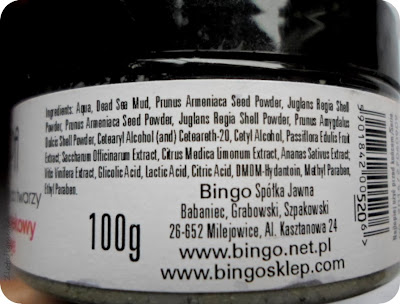 Ingredients: Aqua, Dead Sea Mud, Prunus Armeniaca Seed Powder, Juglans Regia Shell
Powder, Prunus Armeniaca Seed Powder, Juglans Regia Shell Powder, Prunus Amygdalus
Dulcis Shell Powder, Cetearyl Alcohol (and) Ceteareth-20, Cetyl Alcohol, Passiflora Edulis Fruit
Extract, Saccharum Officinarum Extract, Citrus Medica Limonum Extract, Ananas Sativus Extract,
Vitis Vinifera Extract, Glicolic Acid, Lactic Acid, Citric Acid, DMDM-Hydantoin, Methyl Paraben,
Ethyl Paraben.
twarzy
100g
Bingo Spółka Jawna
Babaniec, Grabowski, Szpakowski
26-652 Milejowice, Al. Kasztanowa 24
www.bingo.net.pl
www.bingosklep.com